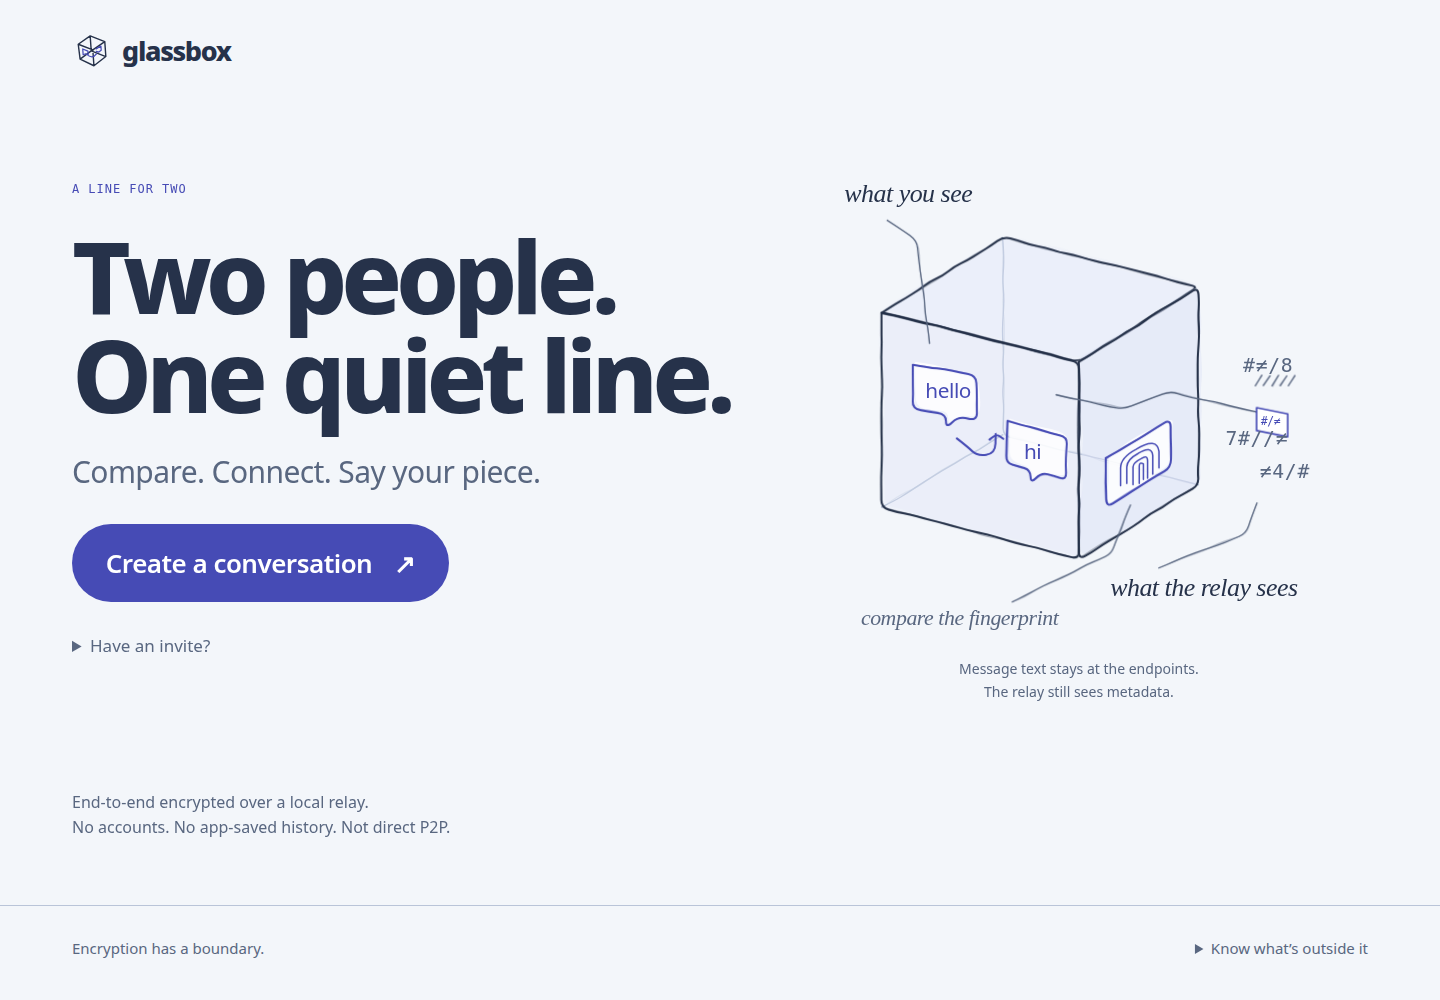 glassbox
A LINE FOR TWO
Two people.
One quiet line.
Compare. Connect. Say your piece.
Create a conversation ↗
▶ Have an invite?
what you see
hello
hi
#≠/8
#/≠
7#//≠
≠4/#
what the relay sees
compare the fingerprint
Message text stays at the endpoints.
The relay still sees metadata.
End-to-end encrypted over a local relay.
No accounts. No app-saved history. Not direct P2P.
Encryption has a boundary.
▶ Know what’s outside it